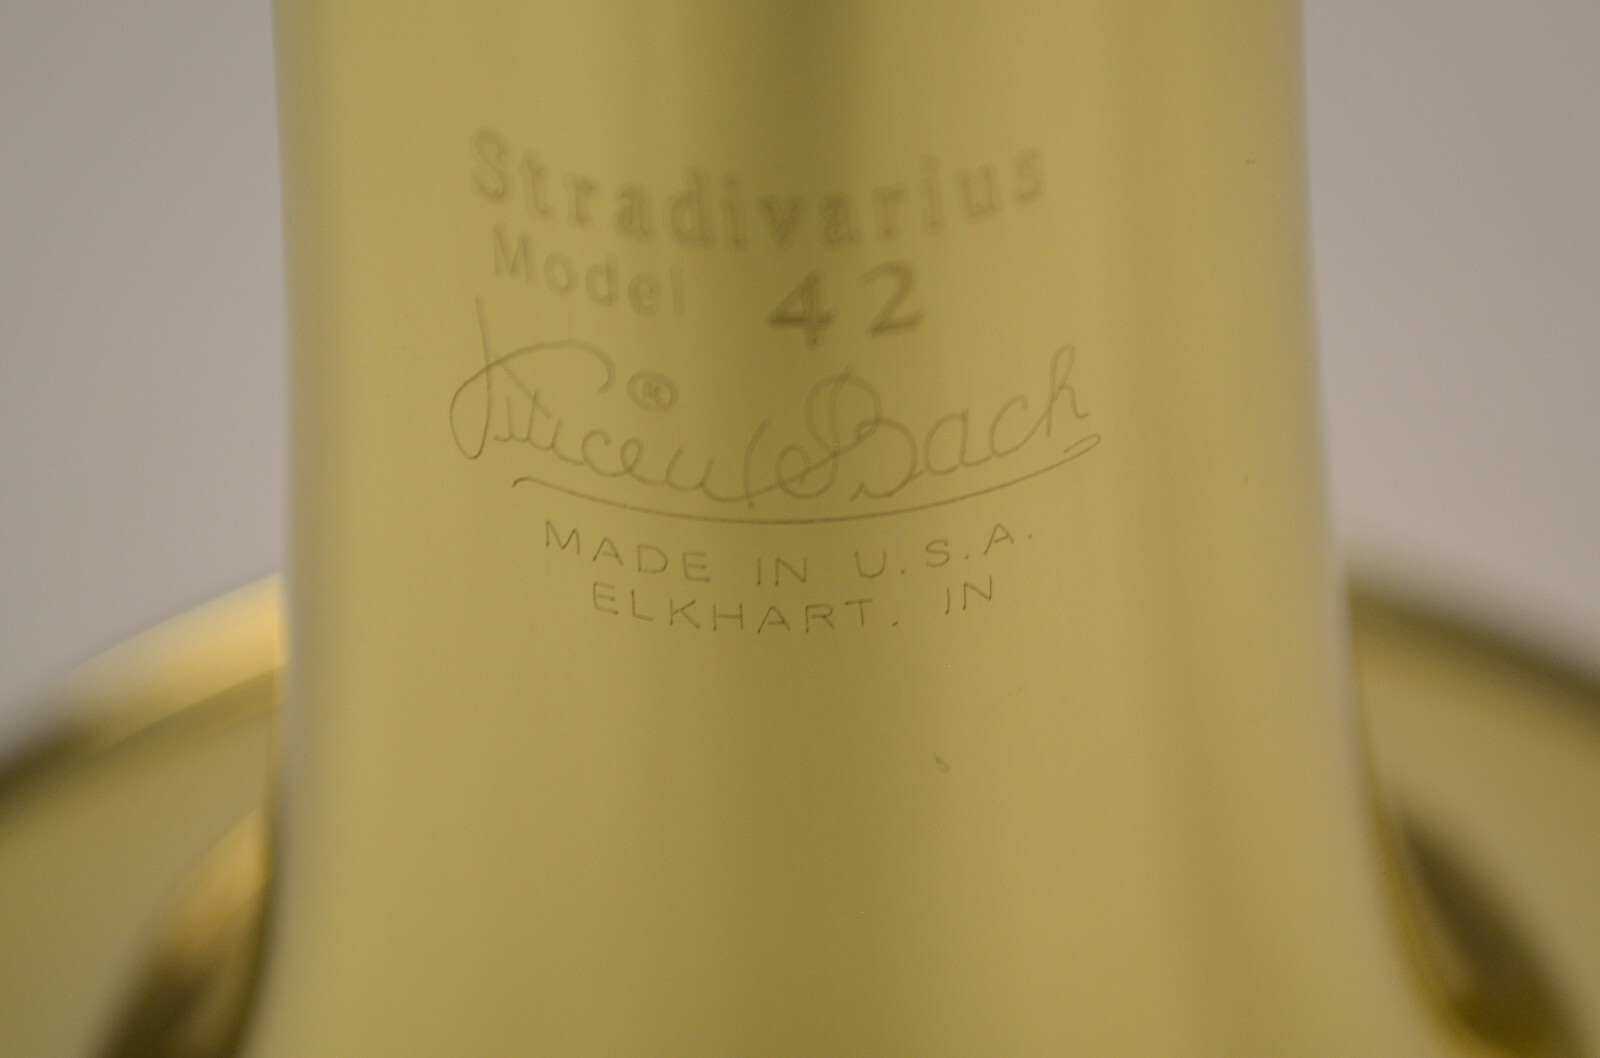 Stradivarius
Model 42
Vincent Bach ®
MADE IN U.S.A.
ELKHART, IN